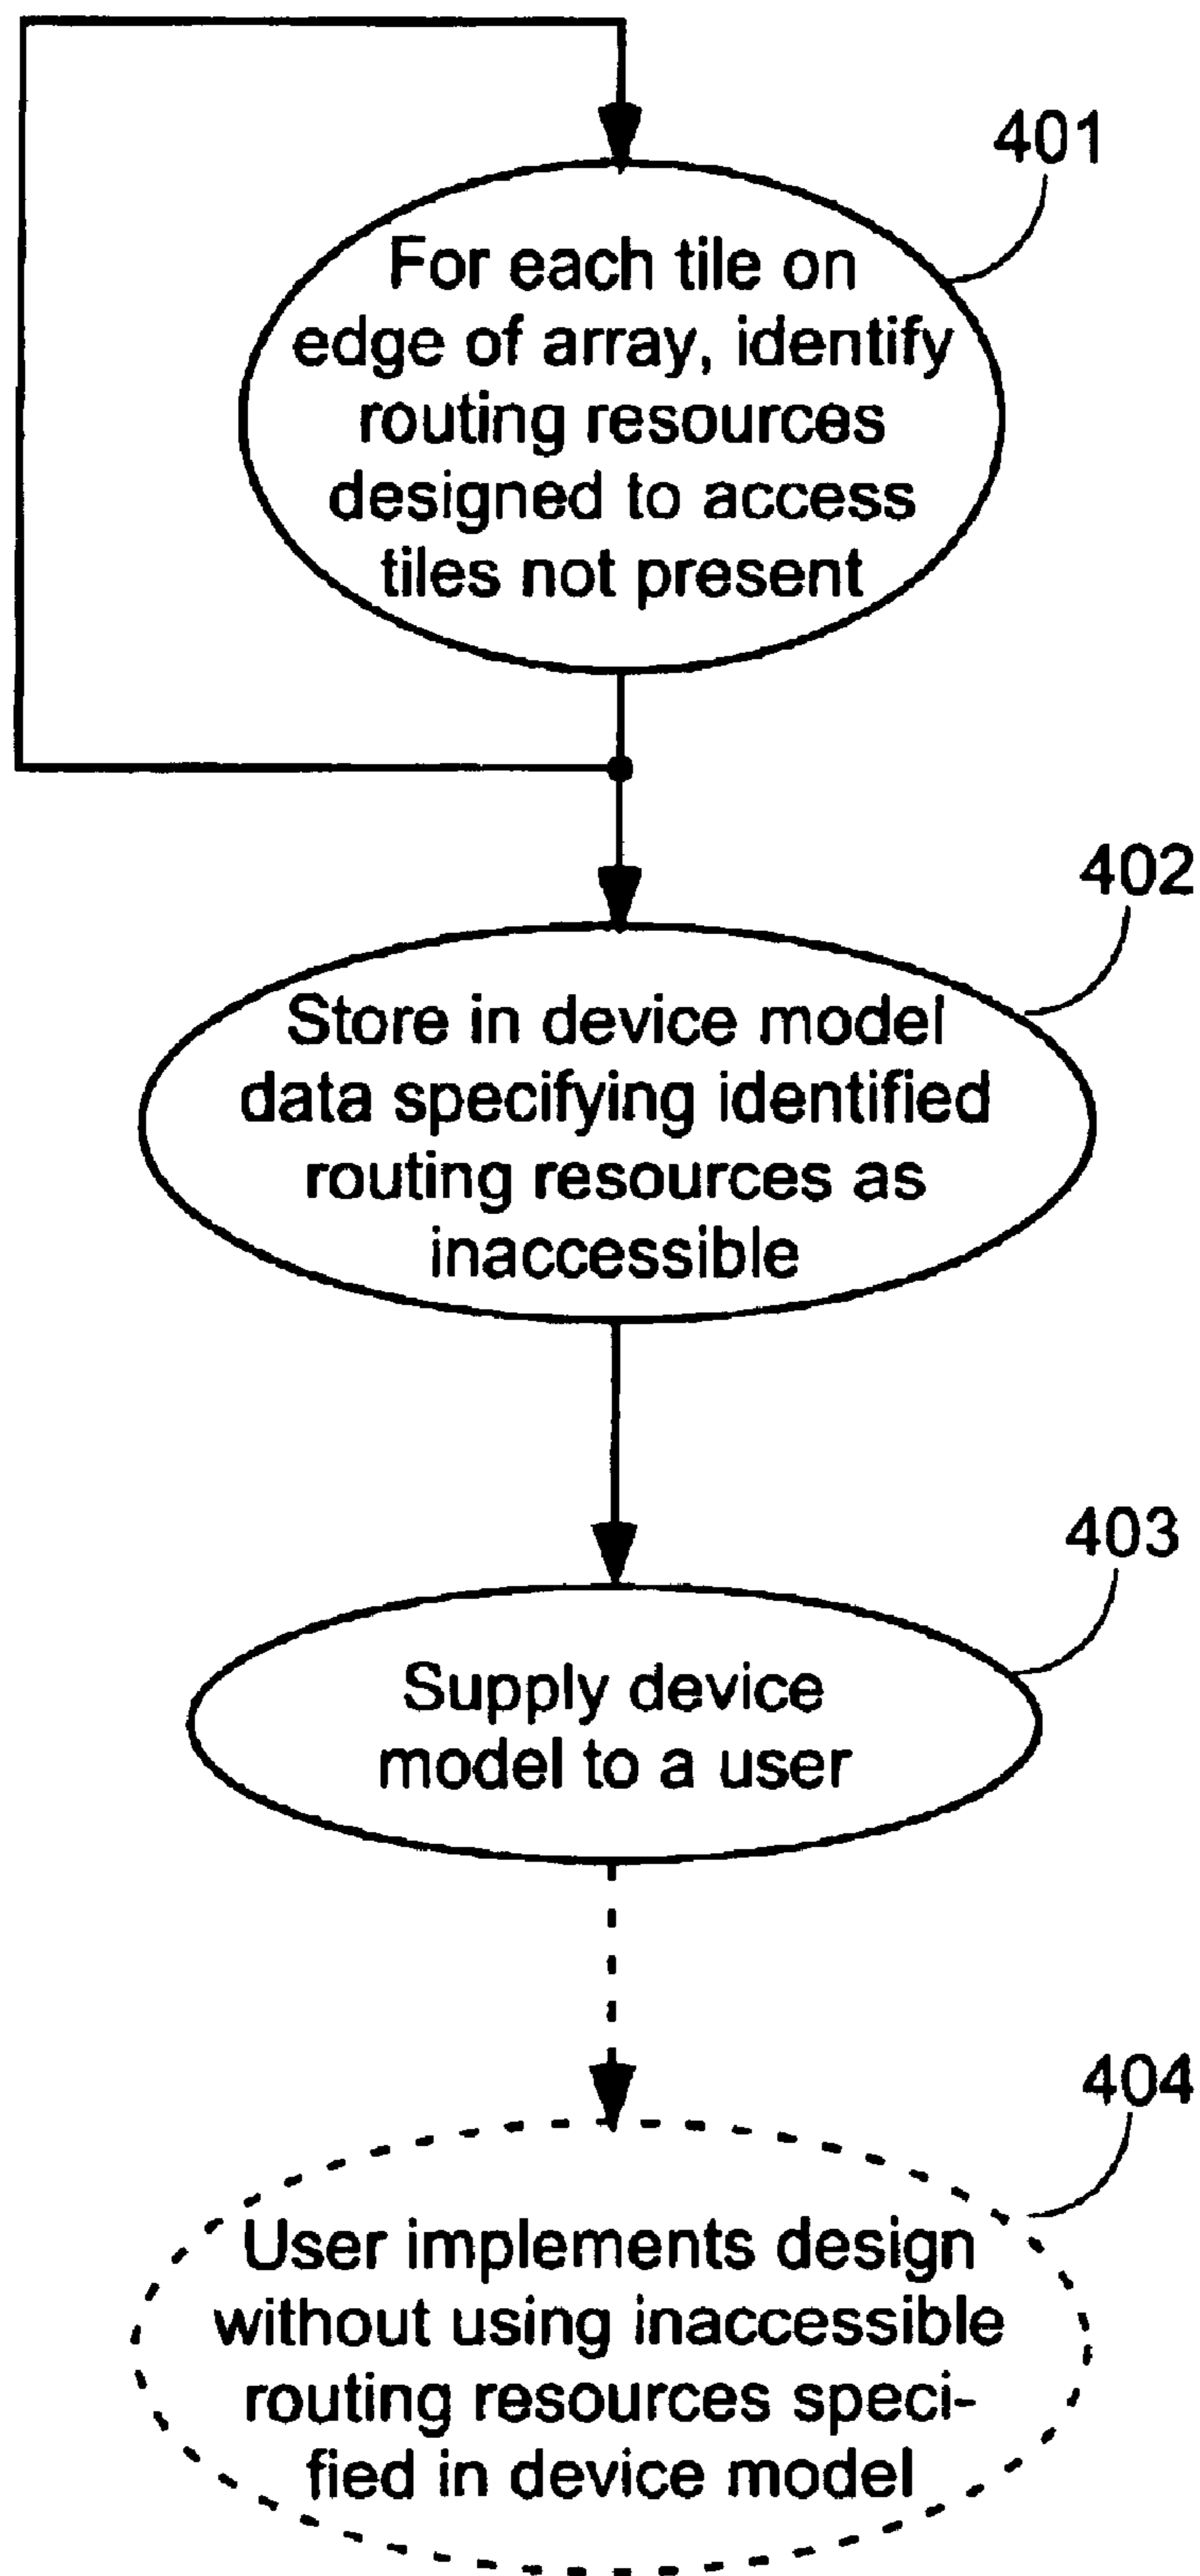 401
For each tile on
edge of array, identify
routing resources
designed to access
tiles not present
402
Store in device model
data specifying identified
routing resources as
inaccessible
403
Supply device
model to a user
404
User implements design
without using inaccessible
routing resources speci-
fied in device model